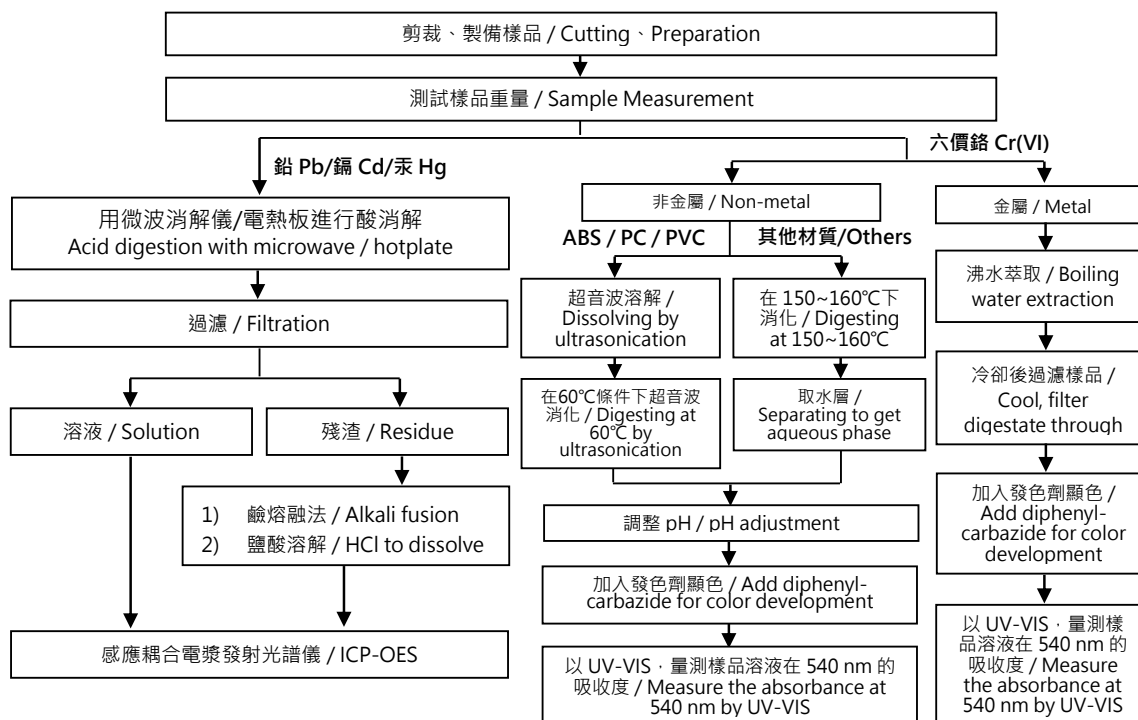 剪裁、製備樣品 / Cutting、Preparation
測試樣品重量 / Sample Measurement
鉛 Pb/鎘 Cd/汞 Hg
六價鉻 Cr(VI)
用微波消解儀/電熱板進行酸消解
Acid digestion with microwave / hotplate
過濾 / Filtration
溶液 / Solution
殘渣 / Residue
1) 鹼熔融法 / Alkali fusion
2) 鹽酸溶解 / HCl to dissolve
感應耦合電漿發射光譜儀 / ICP-OES
非金屬 / Non-metal
ABS / PC / PVC
其他材質/Others
超音波溶解 /
Dissolving by
ultrasonication
在60℃條件下超音波
消化 / Digesting at
60℃ by
ultrasonication
在 150~160℃下
消化 / Digesting
at 150~160℃
取水層 /
Separating to get
aqueous phase
調整 pH / pH adjustment
加入發色劑顯色 / Add diphenyl-
carbazide for color development
以 UV-VIS，量測樣品溶液在 540 nm 的
吸收度 / Measure the absorbance at
540 nm by UV-VIS
金屬 / Metal
沸水萃取 / Boiling
water extraction
冷卻後過濾樣品 /
Cool, filter
digestate through
加入發色劑顯色 /
Add diphenyl-
carbazide for color
development
以 UV-VIS，量測樣
品溶液在 540 nm 的
吸收度 / Measure
the absorbance at
540 nm by UV-VIS